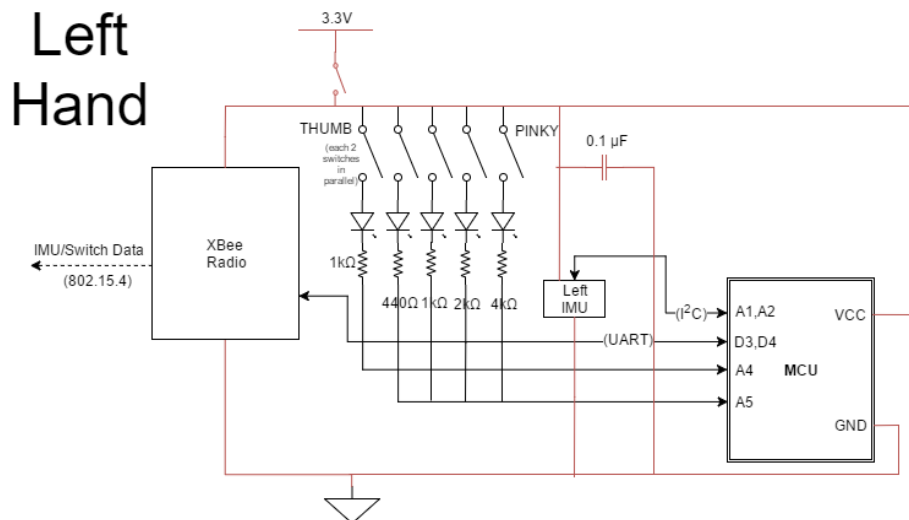 Left
Hand
3.3V
THUMB
(each 2
switches
in
parallel)
PINKY
0.1 µF
XBee
Radio
IMU/Switch Data
(802.15.4)
1kΩ
440Ω
1kΩ
2kΩ
4kΩ
Left
IMU
(I²C)
(UART)
A1,A2
D3,D4
A4
A5
MCU
VCC
GND